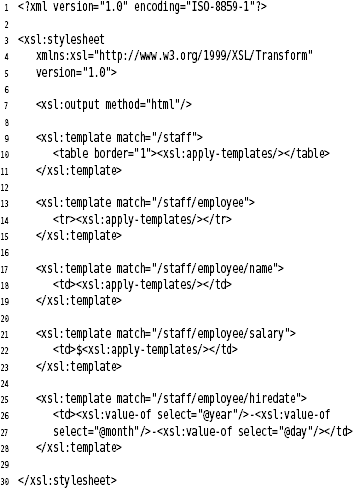 1 <?xml version="1.0" encoding="ISO-8859-1"?>
2
3 <xsl:stylesheet
4 xmlns:xsl="http://www.w3.org/1999/XSL/Transform"
5 version="1.0">
6
7 <xsl:output method="html"/>
8
9 <xsl:template match="/staff">
10 <table border="1"><xsl:apply-templates/></table>
11 </xsl:template>
12
13 <xsl:template match="/staff/employee">
14 <tr><xsl:apply-templates/></tr>
15 </xsl:template>
16
17 <xsl:template match="/staff/employee/name">
18 <td><xsl:apply-templates/></td>
19 </xsl:template>
20
21 <xsl:template match="/staff/employee/salary">
22 <td>$<xsl:apply-templates/></td>
23 </xsl:template>
24
25 <xsl:template match="/staff/employee/hiredate">
26 <td><xsl:value-of select="@year"/>-<xsl:value-of
27 select="@month"/>-<xsl:value-of select="@day"/></td>
28 </xsl:template>
29
30 </xsl:stylesheet>